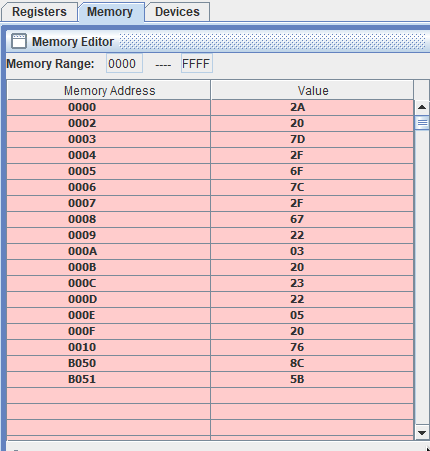 Registers Memory Devices
Memory Editor
Memory Range: 0000 ---- FFFF
Memory Address Value
0000 2A
0002 20
0003 7D
0004 2F
0005 6F
0006 7C
0007 2F
0008 67
0009 22
000A 03
000B 20
000C 23
000D 22
000E 05
000F 20
0010 76
B050 8C
B051 5B